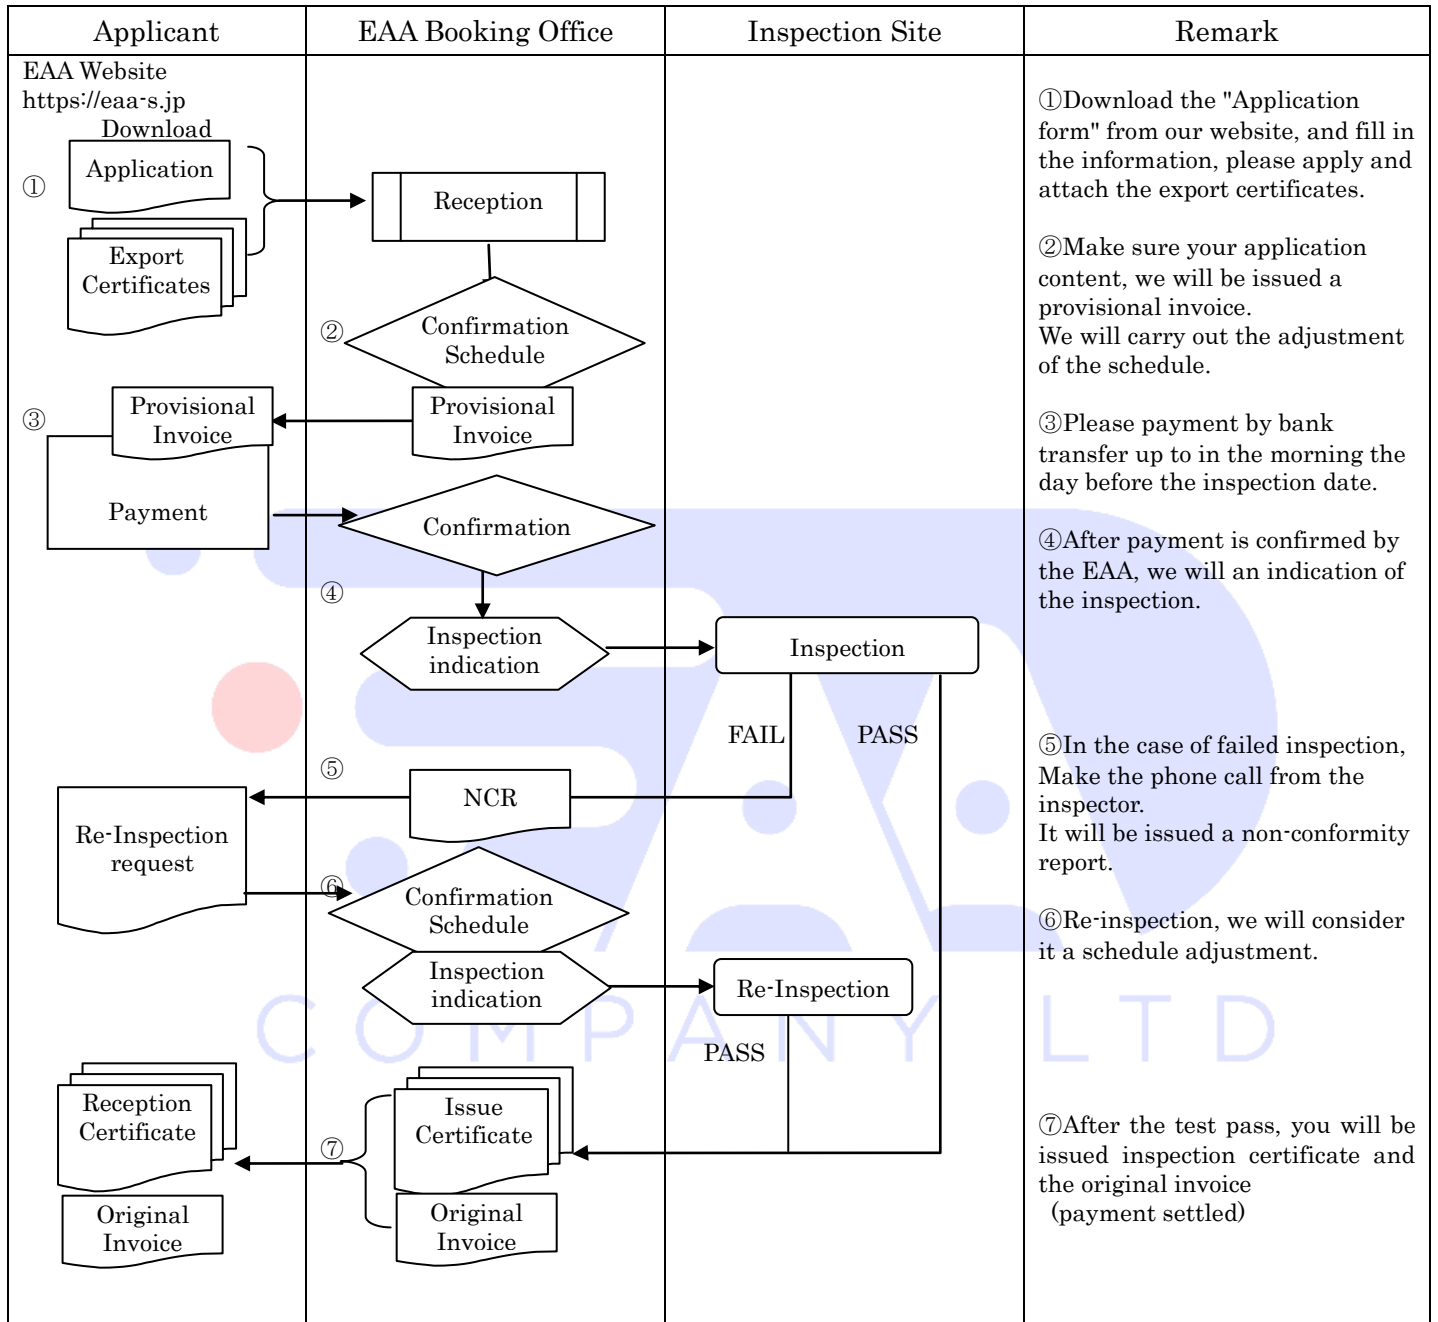 Applicant
EAA Booking Office
Inspection Site
Remark
EAA Website
https://eaa-s.jp
Download
①
Application
Export
Certificates
Reception
②
Confirmation
Schedule
③
Provisional
Invoice
Provisional
Invoice
Payment
Confirmation
④
Inspection
indication
Inspection
FAIL
PASS
⑤
NCR
Re-Inspection
request
⑥
Confirmation
Schedule
Inspection
indication
Re-Inspection
PASS
Reception
Certificate
⑦
Issue
Certificate
Original
Invoice
Original
Invoice
①Download the "Application
form" from our website, and fill in
the information, please apply and
attach the export certificates.
②Make sure your application
content, we will be issued a
provisional invoice.
We will carry out the adjustment
of the schedule.
③Please payment by bank
transfer up to in the morning the
day before the inspection date.
④After payment is confirmed by
the EAA, we will an indication of
the inspection.
⑤In the case of failed inspection,
Make the phone call from the
inspector.
It will be issued a non-conformity
report.
⑥Re-inspection, we will consider
it a schedule adjustment.
⑦After the test pass, you will be
issued inspection certificate and
the original invoice
(payment settled)
COMPANY LTD